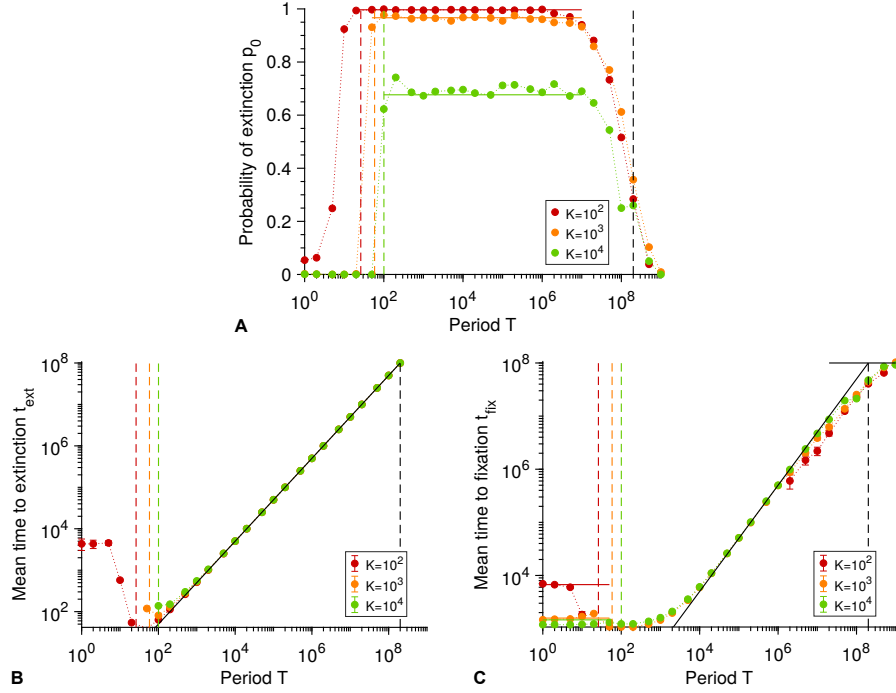 Probability of extinction p0
1
0.8
0.6
0.4
0.2
0
10^0 10^2 10^4 10^6 10^8
Period T
K=10^2
K=10^3
K=10^4
A
Mean time to extinction t_ext
10^8
10^6
10^4
10^2
10^0 10^2 10^4 10^6 10^8
Period T
K=10^2
K=10^3
K=10^4
B
Mean time to fixation t_fix
10^8
10^6
10^4
10^0 10^2 10^4 10^6 10^8
Period T
K=10^2
K=10^3
K=10^4
C